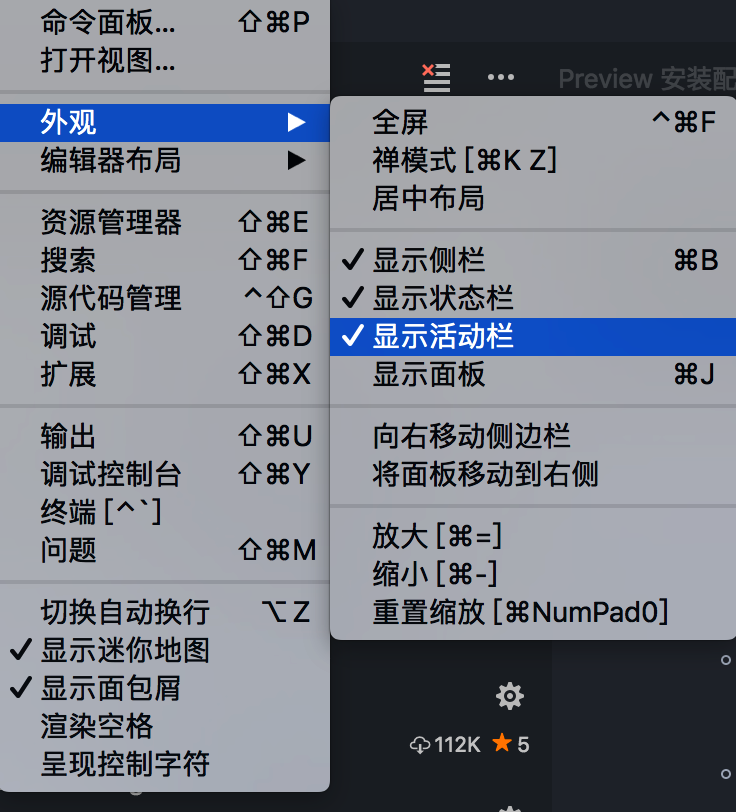 命令面板... ⇧⌘P
打开视图...
外观 ▶
编辑器布局 ▶
资源管理器 ⇧⌘E
搜索 ⇧⌘F
源代码管理 ^⇧G
调试 ⇧⌘D
扩展 ⇧⌘X
输出 ⇧⌘U
调试控制台 ⇧⌘Y
终端 [^`]
问题 ⇧⌘M
切换自动换行 ⌥Z
✓ 显示迷你地图
✓ 显示面包屑
渲染空格
呈现控制字符
Preview 安装配
全屏 ^⌘F
禅模式 [⌘K Z]
居中布局
✓ 显示侧栏 ⌘B
✓ 显示状态栏
✓ 显示活动栏
显示面板 ⌘J
向右移动侧边栏
将面板移动到右侧
放大 [⌘=]
缩小 [⌘-]
重置缩放 [⌘NumPad0]
112K ★ 5